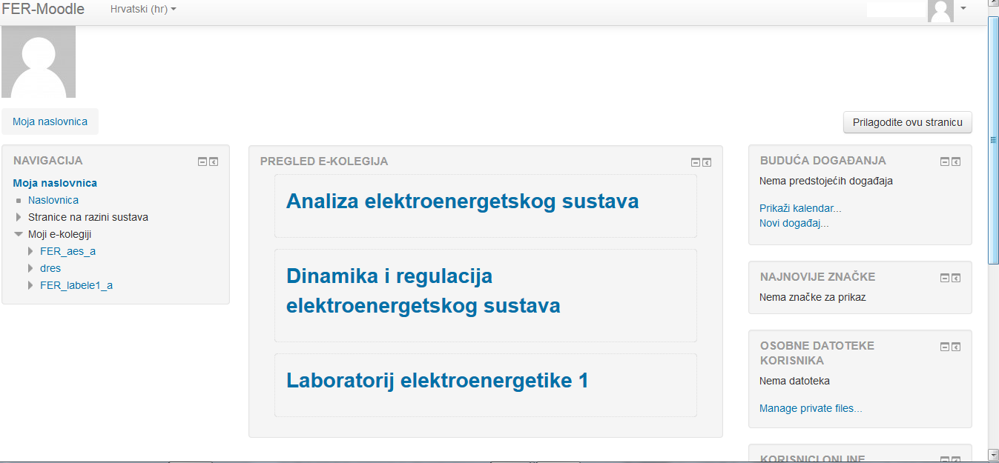 FER-Moodle
Hrvatski (hr)
Moja naslovnica
Prilagodite ovu stranicu
NAVIGACIJA
Moja naslovnica
Naslovnica
Stranice na razini sustava
Moji e-kolegiji
FER_aes_a
dres
FER_labele1_a
PREGLED E-KOLEGIJA
Analiza elektroenergetskog sustava
Dinamika i regulacija
elektroenergetskog sustava
Laboratorij elektroenergetike 1
BUDUĆA DOGAĐANJA
Nema predstojećih događaja
Prikaži kalendar...
Novi događaj...
NAJNOVIJE ZNAČKE
Nema značke za prikaz
OSOBNE DATOTEKE
KORISNIKA
Nema datoteka
Manage private files...
KORISNICI ONLINE